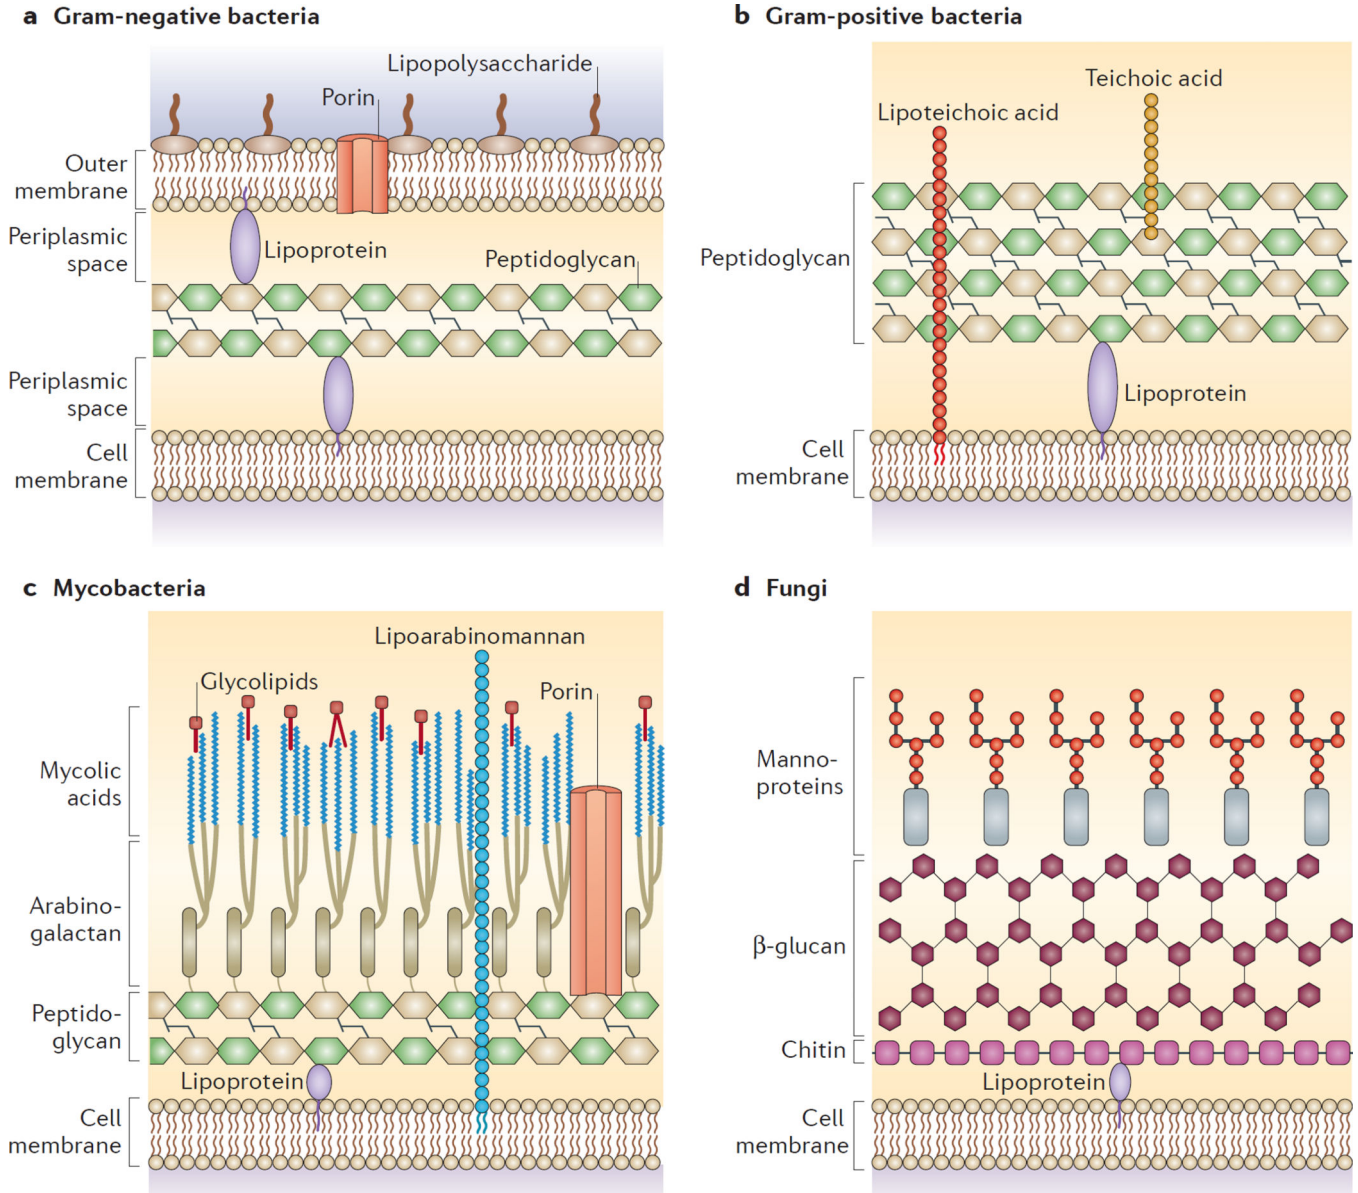 a Gram-negative bacteria
Lipopolysaccharide
Porin
Outer
membrane
Periplasmic
space
Lipoprotein
Peptidoglycan
Periplasmic
space
Cell
membrane
b Gram-positive bacteria
Teichoic acid
Lipoteichoic acid
Peptidoglycan
Lipoprotein
Cell
membrane
c Mycobacteria
Lipoarabinomannan
Glycolipids
Porin
Mycolic
acids
Arabino-
galactan
Peptido-
glycan
Lipoprotein
Cell
membrane
d Fungi
Manno-
proteins
β-glucan
Chitin
Lipoprotein
Cell
membrane